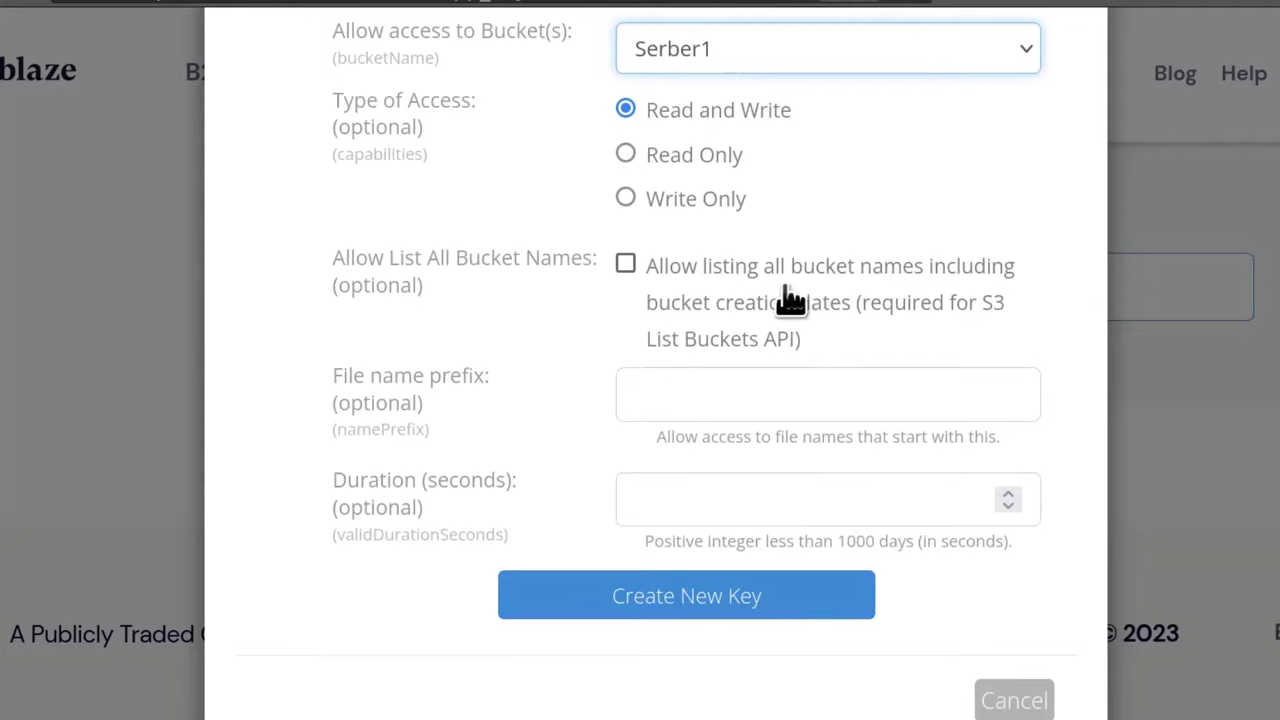 Allow access to Bucket(s):
(bucketName)
Serber1
blaze
Blog
Help
Type of Access:
(optional)
(capabilities)
Read and Write
Read Only
Write Only
Allow List All Bucket Names:
(optional)
Allow listing all bucket names including
bucket (required for S3
List Buckets API)
File name prefix:
(optional)
(namePrefix)
Allow access to file names that start with this.
Duration (seconds):
(optional)
(validDurationSeconds)
Positive integer less than 1000 days (in seconds).
Create New Key
A Publicly Traded
© 2023
Cancel